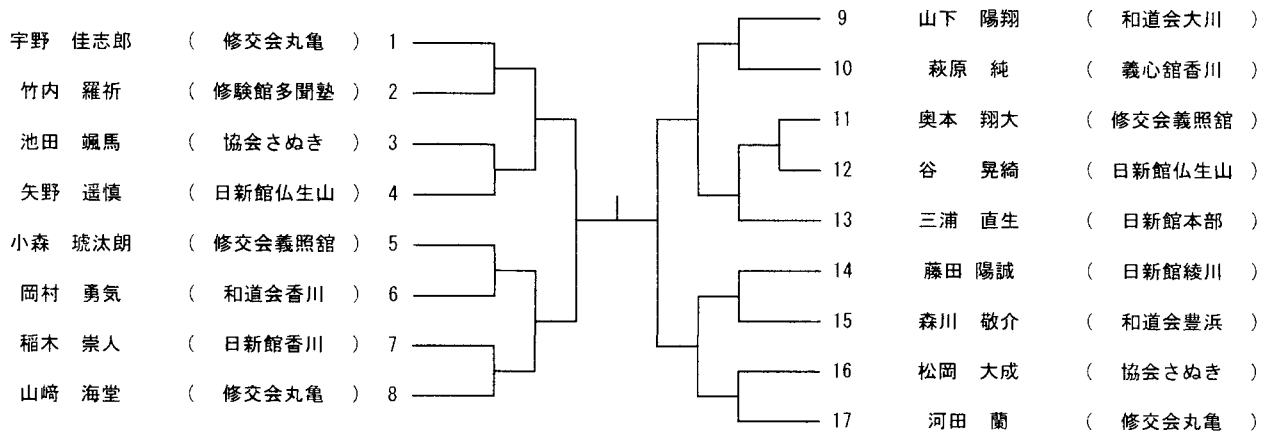 宇野 佳志郎 ( 修交会丸亀 ) 1
竹内 羅祈 ( 修験館多聞塾 ) 2
池田 颯馬 ( 協会さぬき ) 3
矢野 遥慎 ( 日新館仏生山 ) 4
小森 琥汰朗 ( 修交会義照舘 ) 5
岡村 勇気 ( 和道会香川 ) 6
稲木 崇人 ( 日新館香川 ) 7
山﨑 海堂 ( 修交会丸亀 ) 8
9 山下 陽翔 ( 和道会大川 )
10 萩原 純 ( 義心舘香川 )
11 奥本 翔大 ( 修交会義照舘 )
12 谷 晃綺 ( 日新館仏生山 )
13 三浦 直生 ( 日新館本部 )
14 藤田 陽誠 ( 日新館綾川 )
15 森川 敬介 ( 和道会豊浜 )
16 松岡 大成 ( 協会さぬき )
17 河田 蘭 ( 修交会丸亀 )